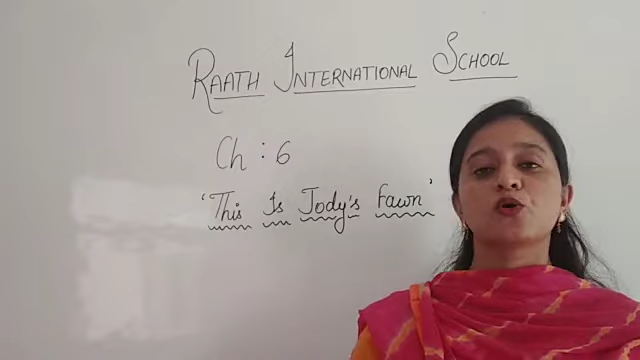 RAATH INTERNATIONAL SCHOOL
Ch : 6
'This Is Jody's Fawn'